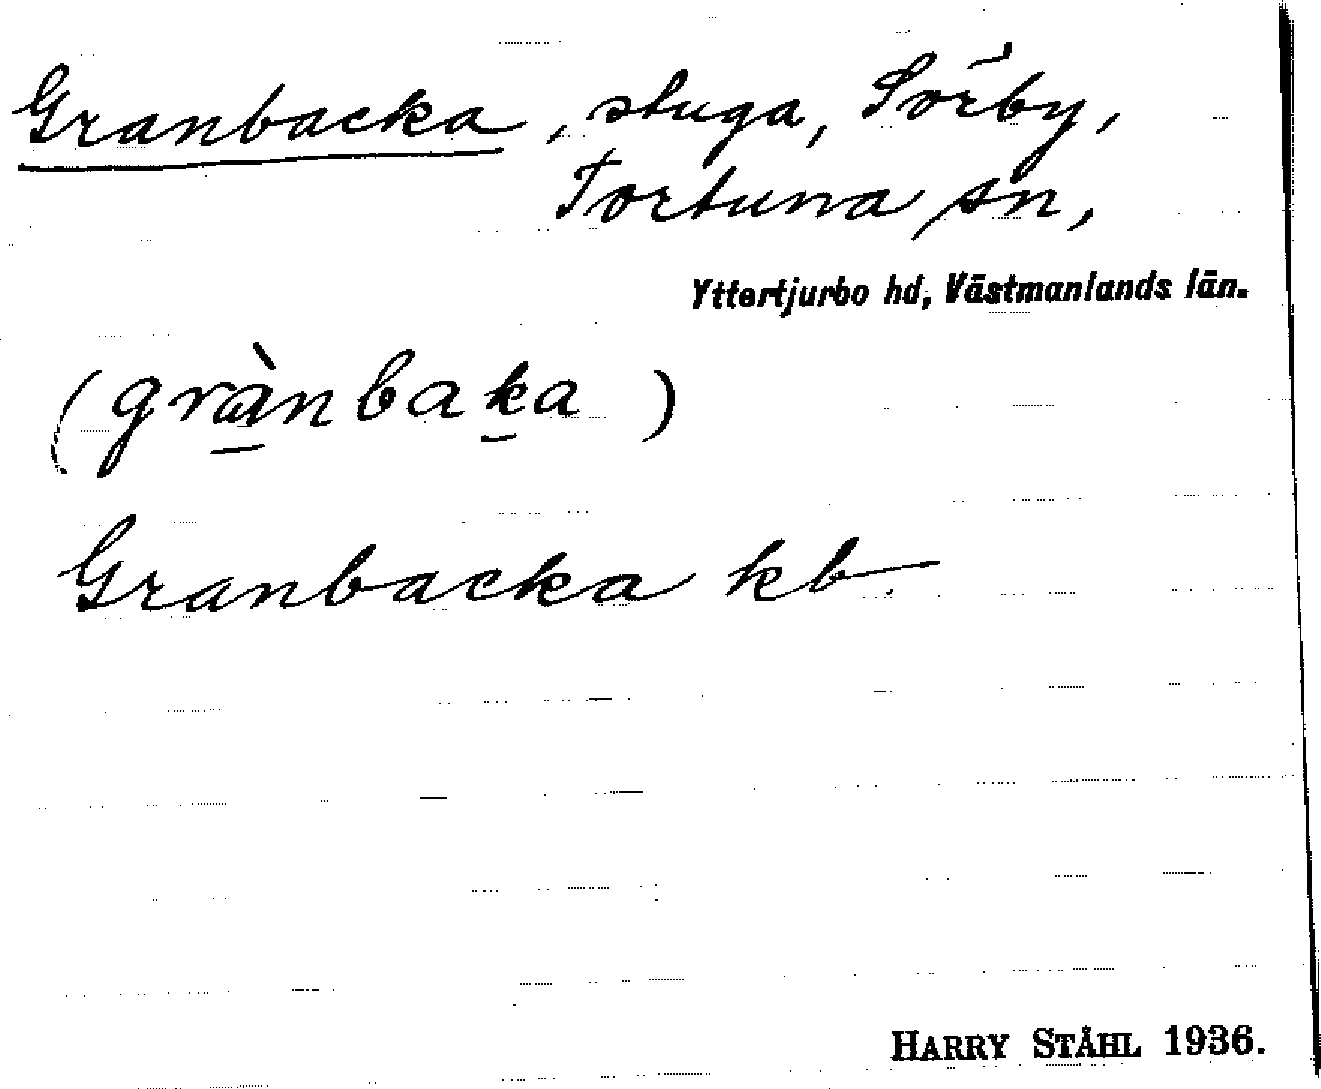 Granbacka, stuga, Sörby,
Tortuna sn,
Yttertjurbo hd, Västmanlands län.
(grànbaka)
Granbacka kb.
HARRY STÅHL 1936.